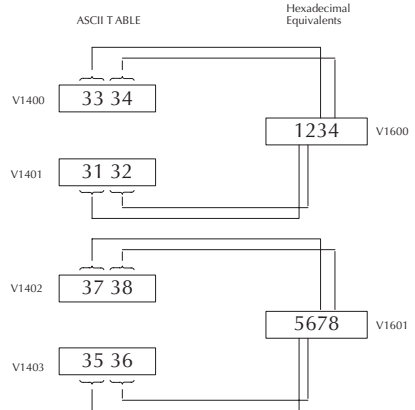 ASCII T ABLE
Hexadecimal
Equivalents
V1400
33 34
1234
V1600
V1401
31 32
V1402
37 38
5678
V1601
V1403
35 36